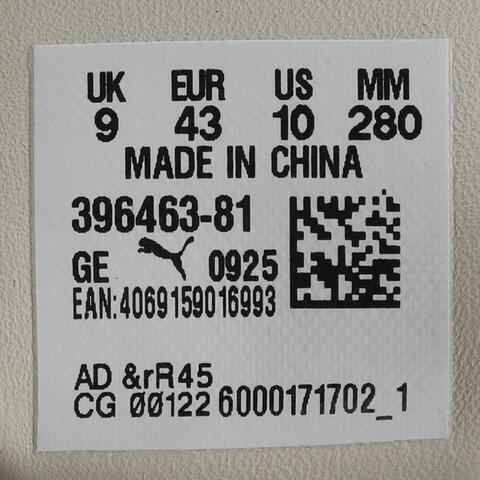 UK EUR US MM
9 43 10 280
MADE IN CHINA
396463-81
GE 0925
EAN:4069159016993
AD &rR45
CG ØØ122 6000171702_1